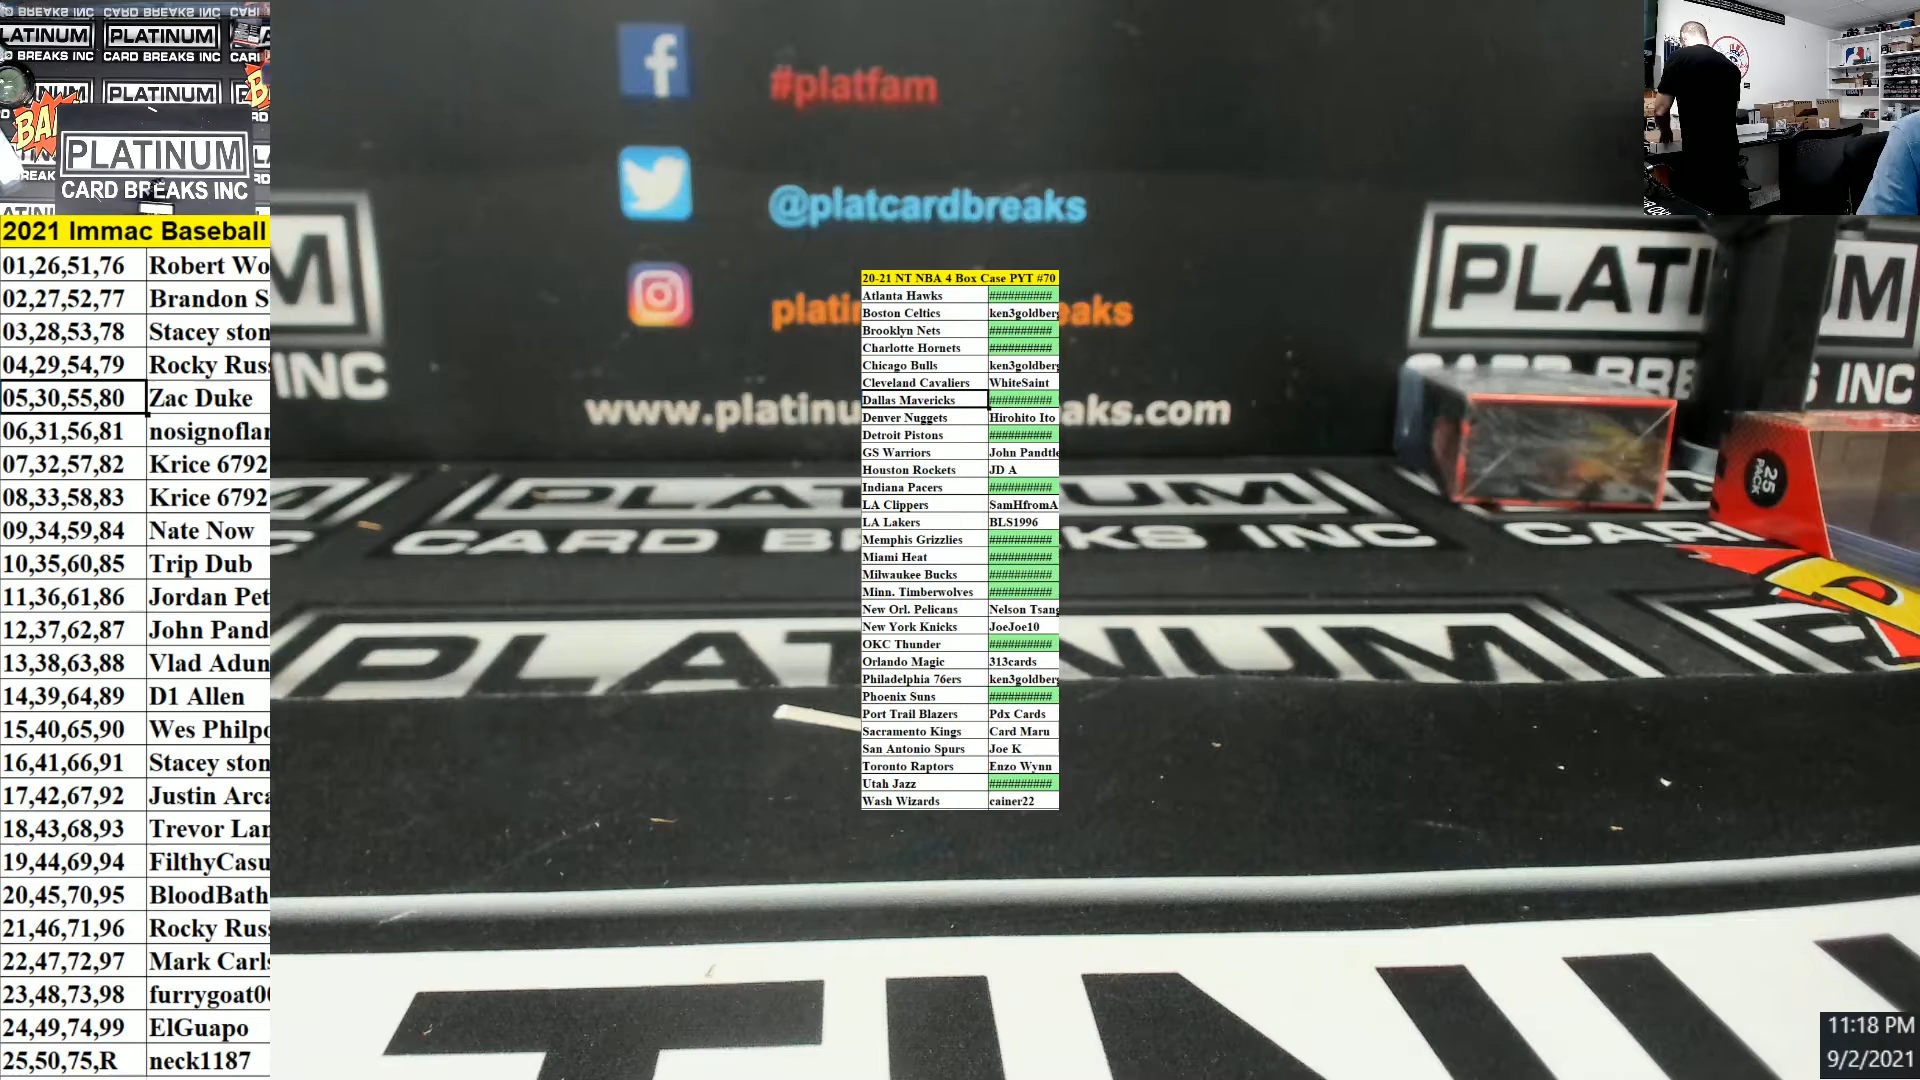 PLATINUM
CARD BREAKS INC
2021 Immac Baseball
01,26,51,76 Robert Wo
02,27,52,77 Brandon S
03,28,53,78 Stacey ston
04,29,54,79 Rocky Rus
05,30,55,80 Zac Duke
06,31,56,81 nosignoflar
07,32,57,82 Krice 6792
08,33,58,83 Krice 6792
09,34,59,84 Nate Now
10,35,60,85 Trip Dub
11,36,61,86 Jordan Pet
12,37,62,87 John Pand
13,38,63,88 Vlad Adun
14,39,64,89 D1 Allen
15,40,65,90 Wes Philpo
16,41,66,91 Stacey ston
17,42,67,92 Justin Arca
18,43,68,93 Trevor Lar
19,44,69,94 FilthyCasu
20,45,70,95 BloodBath
21,46,71,96 Rocky Rus
22,47,72,97 Mark Carls
23,48,73,98 furrygoat0
24,49,74,99 ElGuapo
25,50,75,R neck1187
#platfam
@platcardbreaks
platin
eaks
www.platinu
aks.com
20-21 NT NBA 4 Box Case PYT #70
Atlanta Hawks ##########
Boston Celtics ken3goldberg
Brooklyn Nets ##########
Charlotte Hornets ##########
Chicago Bulls ken3goldberg
Cleveland Cavaliers WhiteSaint
Dallas Mavericks ##########
Denver Nuggets Hirohito Ito
Detroit Pistons ##########
GS Warriors John Pandtle
Houston Rockets JD A
Indiana Pacers ##########
LA Clippers SamHfromA
LA Lakers BLS1996
Memphis Grizzlies ##########
Miami Heat ##########
Milwaukee Bucks ##########
Minn. Timberwolves ##########
New Orl. Pelicans Nelson Tsang
New York Knicks JoeJoe10
OKC Thunder ##########
Orlando Magic 313cards
Philadelphia 76ers ken3goldberg
Phoenix Suns ##########
Port Trail Blazers Pdx Cards
Sacramento Kings Card Maru
San Antonio Spurs Joe K
Toronto Raptors Enzo Wynn
Utah Jazz ##########
Wash Wizards cainer22
25
PACK
11:18 PM
9/2/2021